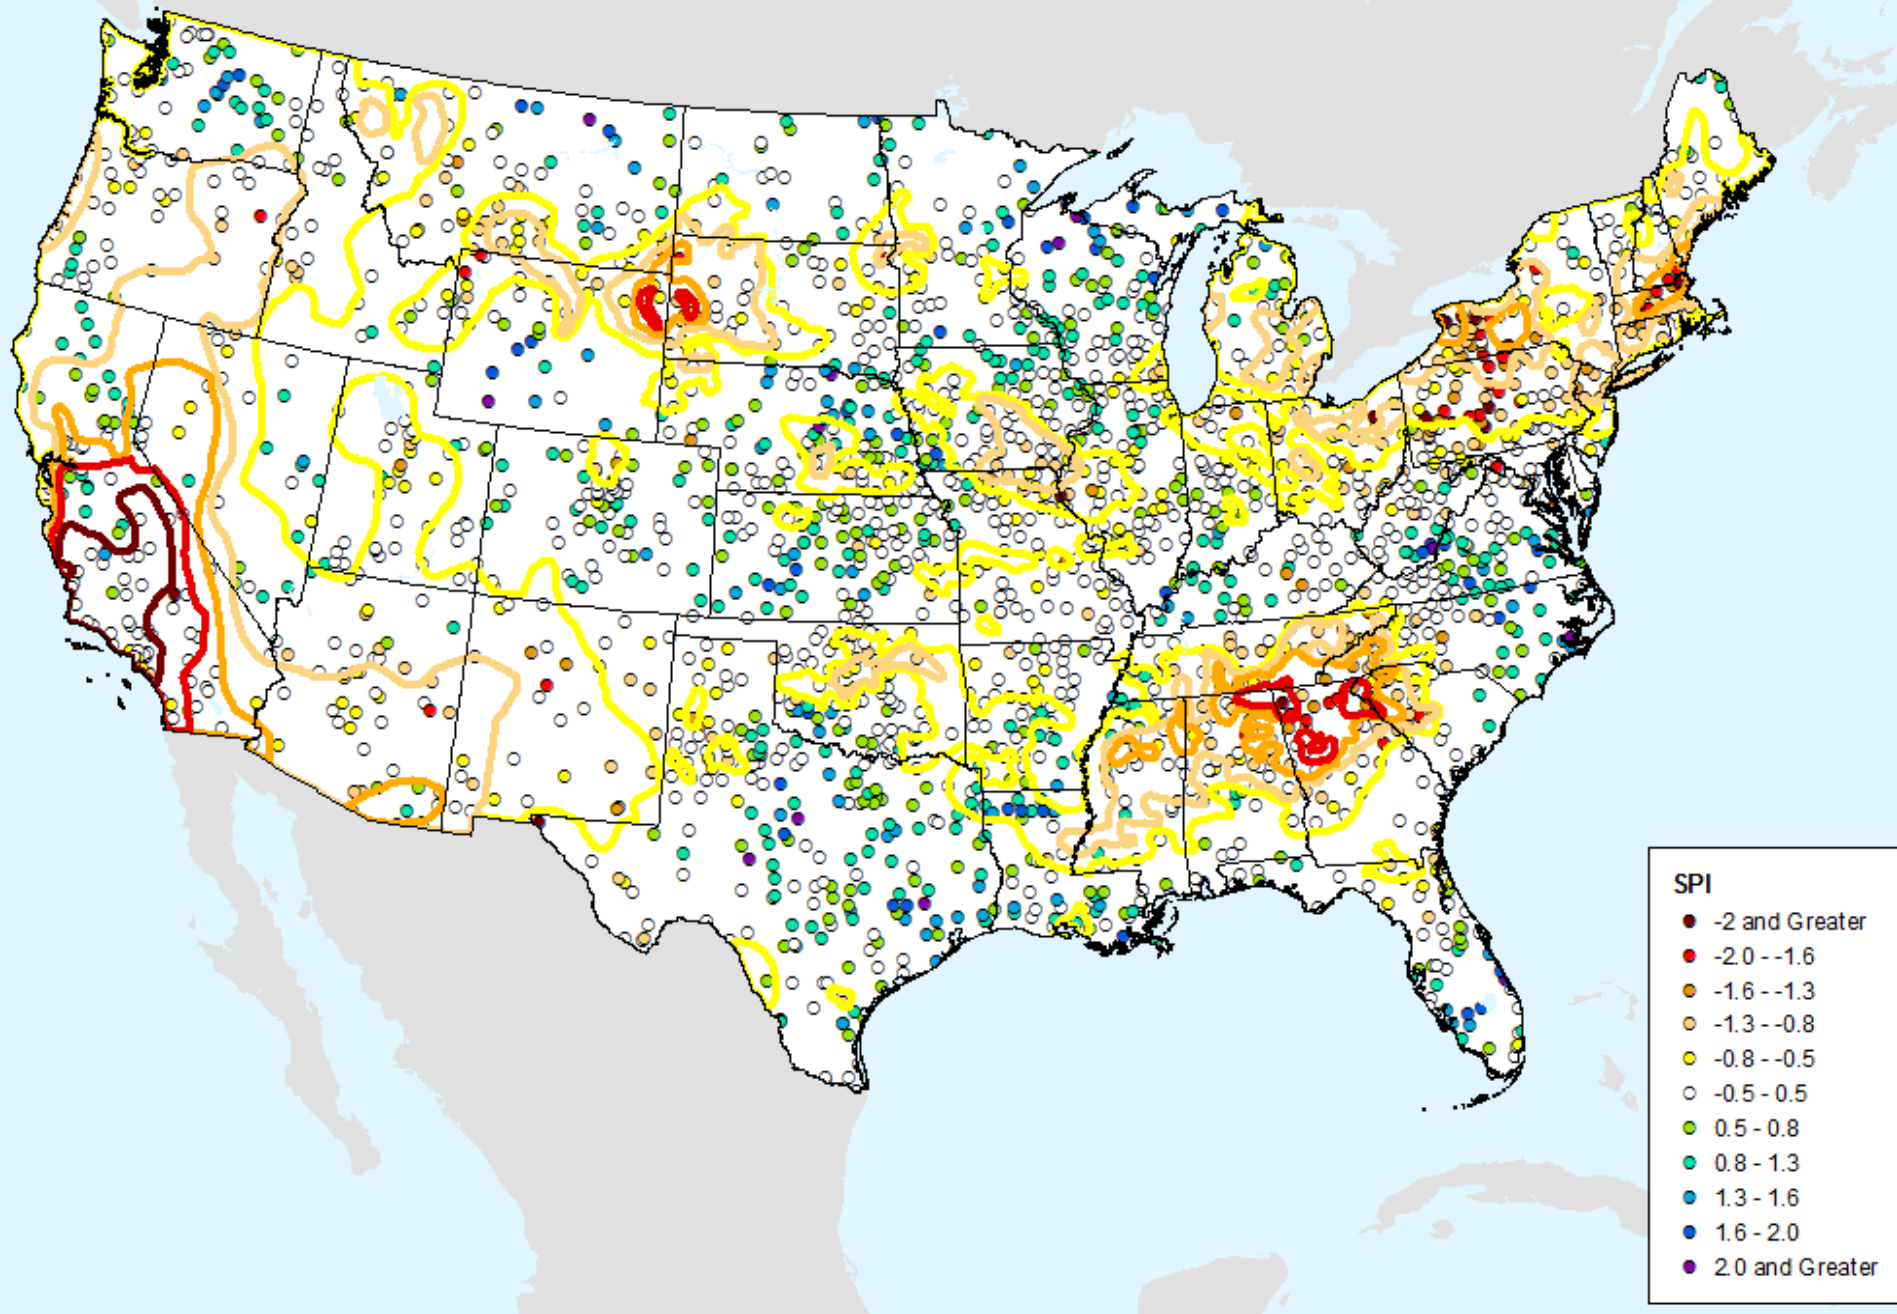 SPI
-2 and Greater
-2.0 - -1.6
-1.6 - -1.3
-1.3 - -0.8
-0.8 - -0.5
-0.5 - 0.5
0.5 - 0.8
0.8 - 1.3
1.3 - 1.6
1.6 - 2.0
2.0 and Greater